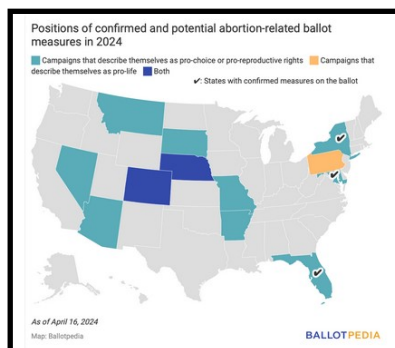 Positions of confirmed and potential abortion-related ballot
measures in 2024
Campaigns that describe themselves as pro-choice or pro-reproductive rights Campaigns that
describe themselves as pro-life Both
✔: States with confirmed measures on the ballot
As of April 16, 2024
Map: Ballotpedia
BALLOTPEDIA